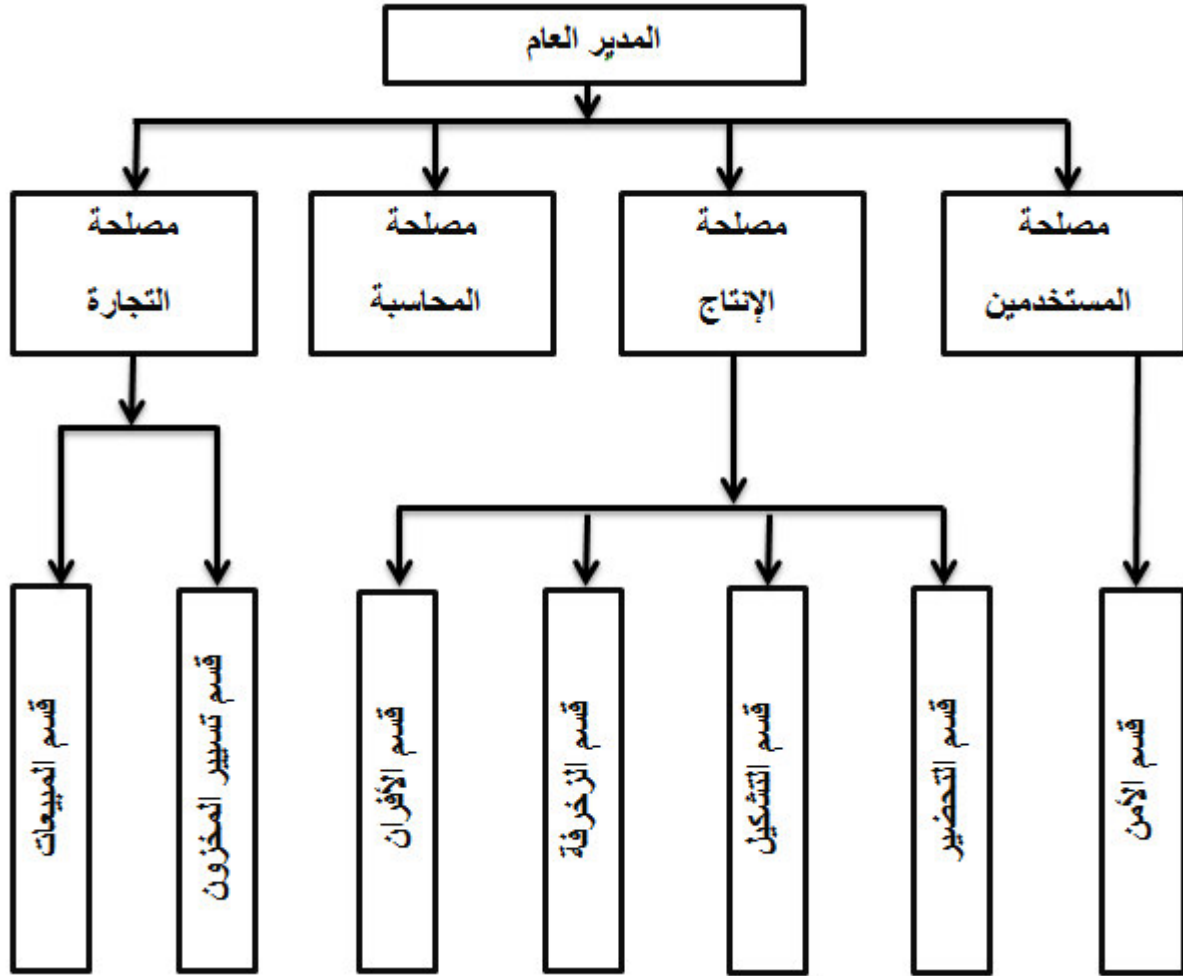 المدير العام
مصلحة
المستخدمين
مصلحة
الإنتاج
مصلحة
المحاسبة
مصلحة
التجارة
قسم الأمن
قسم التحضير
قسم التشكيل
قسم الزخرفة
قسم الأفران
قسم تسيير المخزون
قسم المبيعات